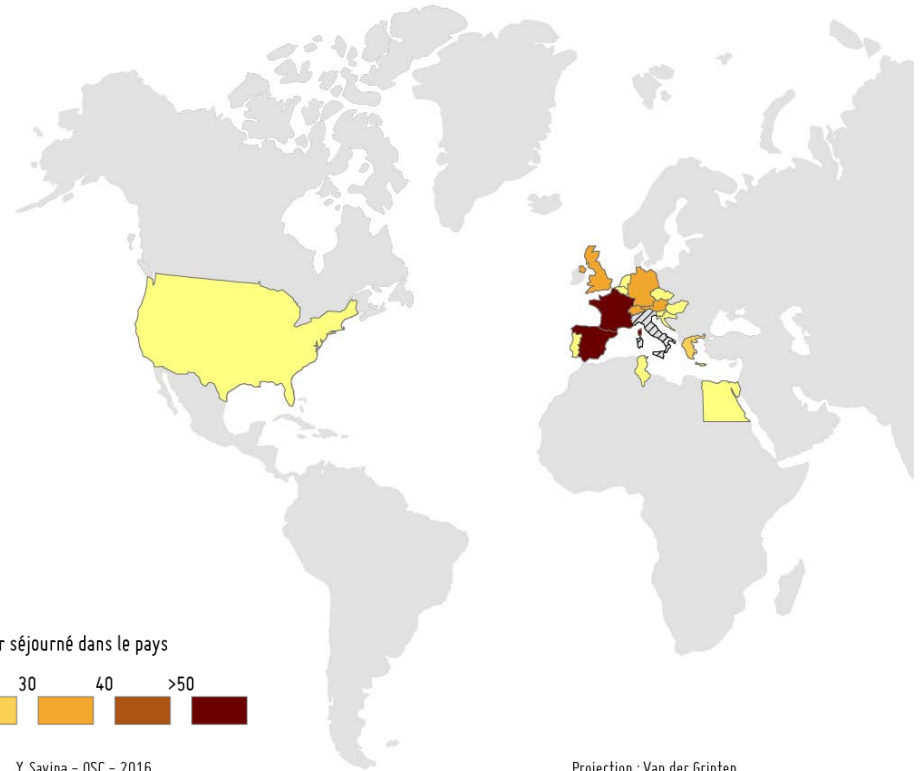 r séjourné dans le pays
30 40 >50
Y. Savina - OSC - 2016
Projection : Van der Grinten